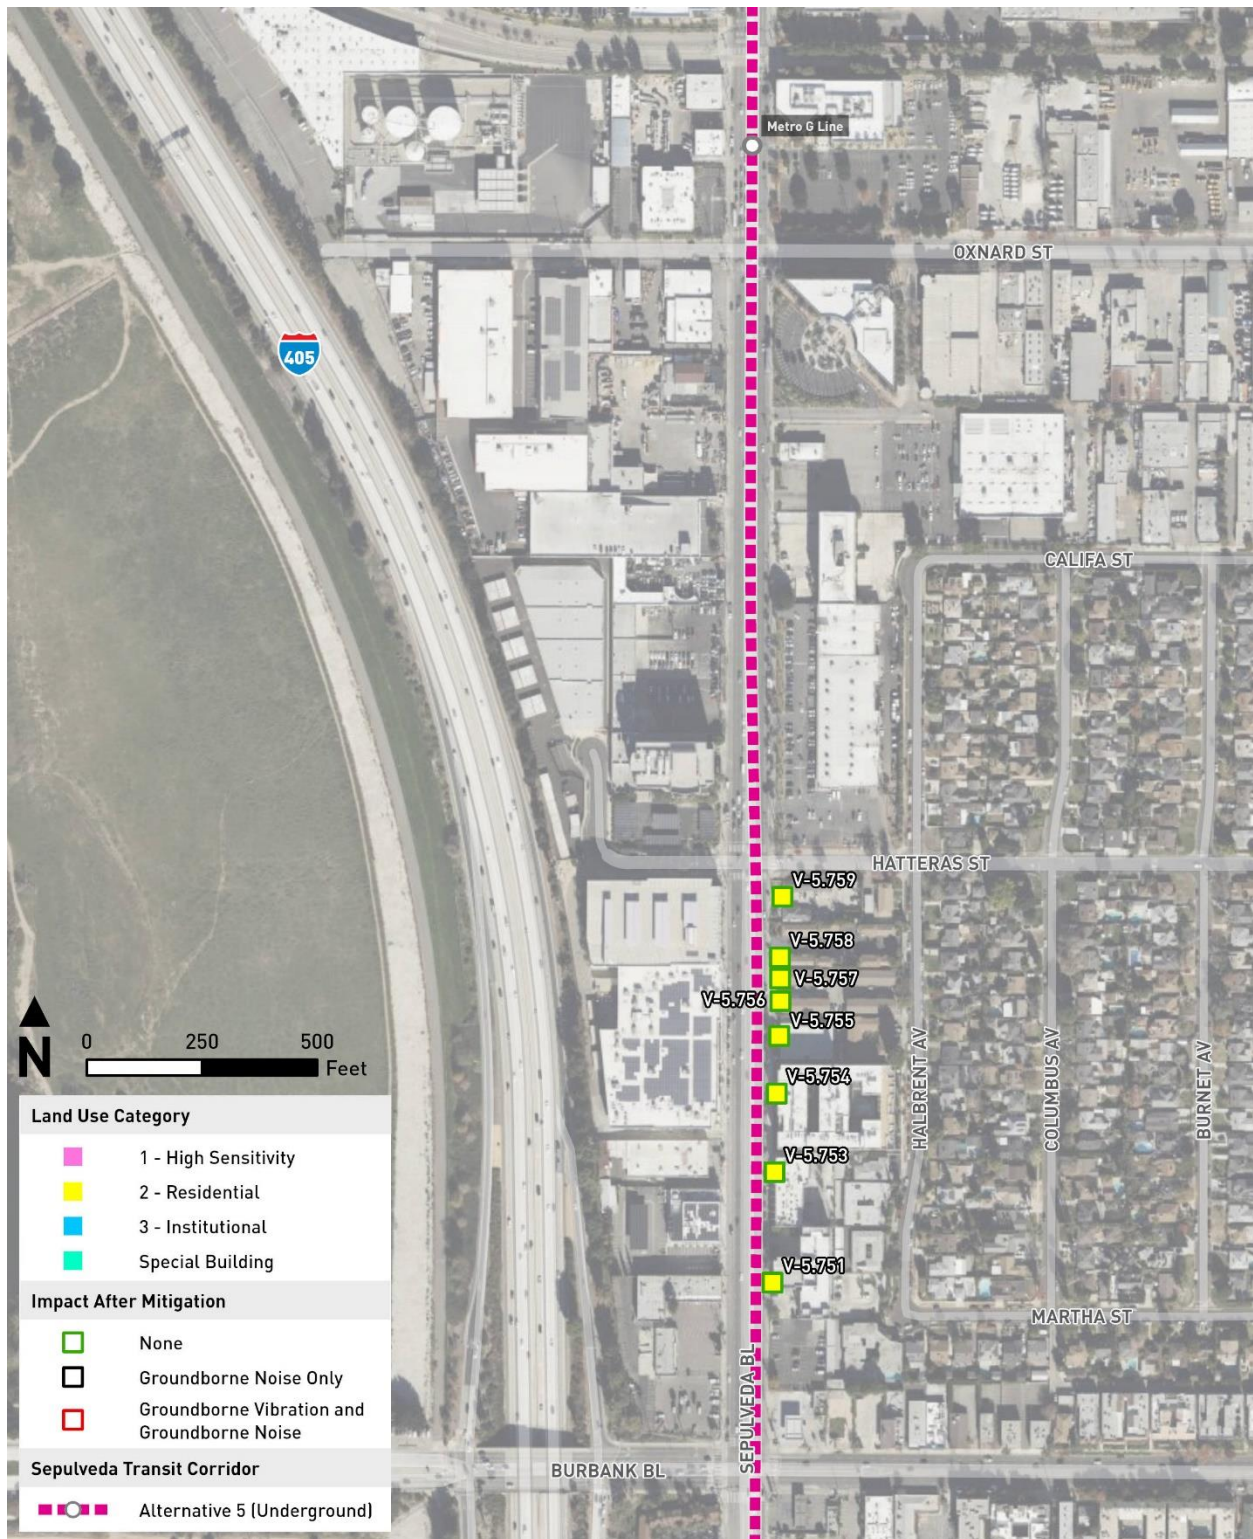 Metro G Line
OXNARD ST
405
CALIFA ST
HATTERAS ST
V-5.759
V-5.758
V-5.757
V-5.756
V-5.755
V-5.754
V-5.753
V-5.751
HALBRENT AV
COLUMBUS AV
BURNET AV
MARTHA ST
SEPULVEDA BL
BURBANK BL
N
0 250 500
Feet
Land Use Category
1 - High Sensitivity
2 - Residential
3 - Institutional
Special Building
Impact After Mitigation
None
Groundborne Noise Only
Groundborne Vibration and
Groundborne Noise
Sepulveda Transit Corridor
Alternative 5 (Underground)